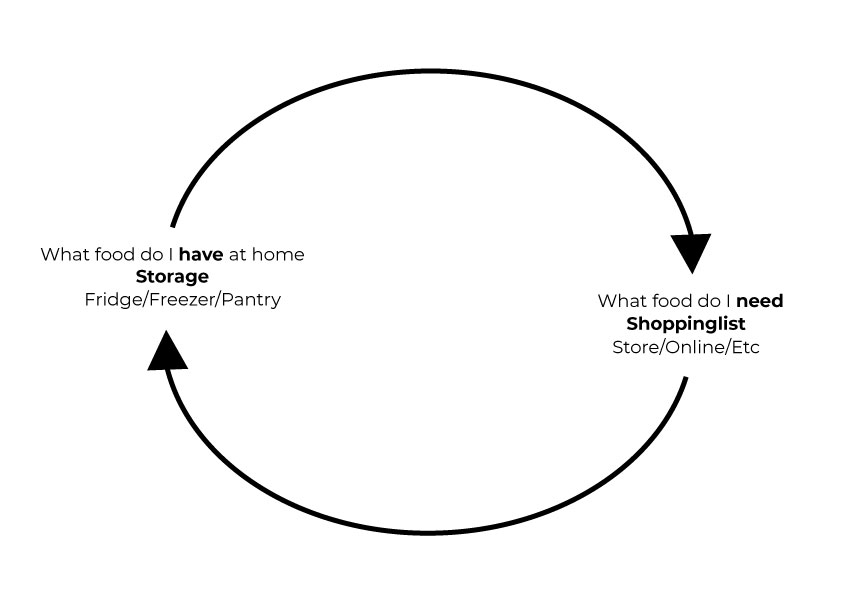 What food do I have at home
Storage
Fridge/Freezer/Pantry
What food do I need
Shoppinglist
Store/Online/Etc